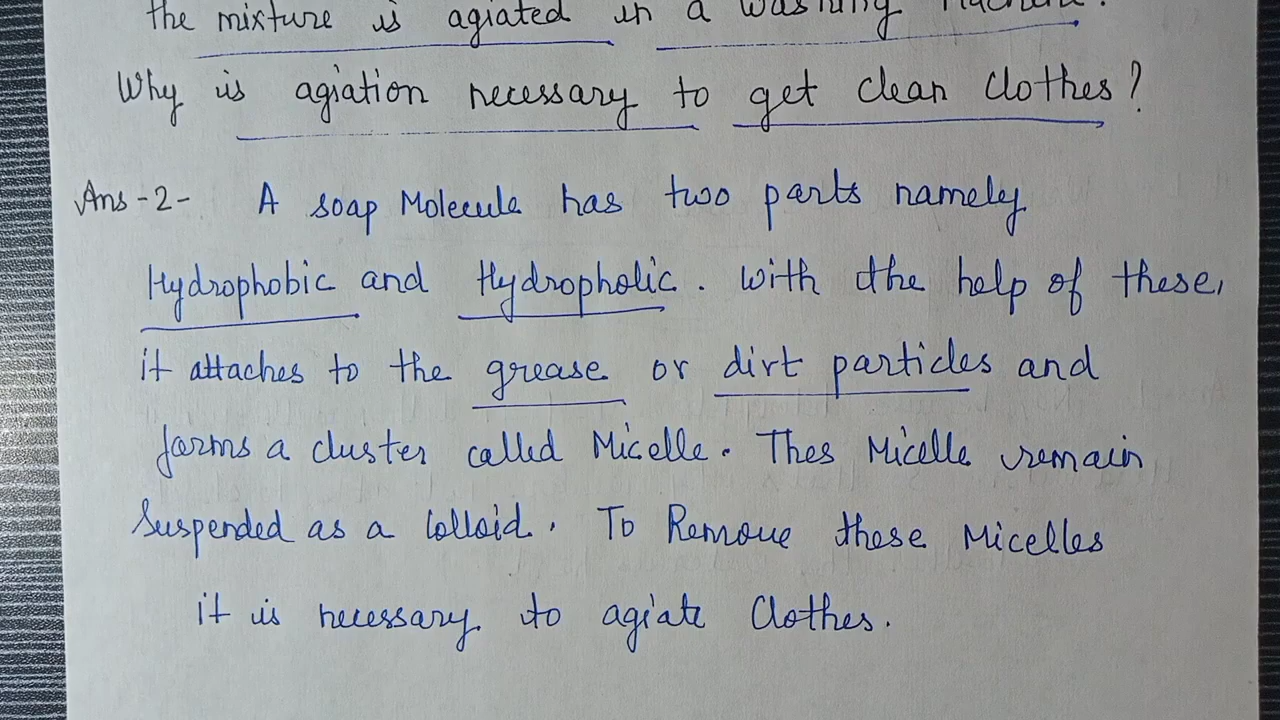 the mixture is agiated in a washing Machine?
Why is agiation necessary to get clean Clothes?
Ans-2- A soap Molecule has two parts namely
Hydrophobic and Hydropholic. With the help of these,
it attaches to the grease or dirt particles and
forms a cluster called Micelle. Thes Micelle remain
Suspended as a Colloid. To Remove these Micelles
it is necessary to agiate Clothes.